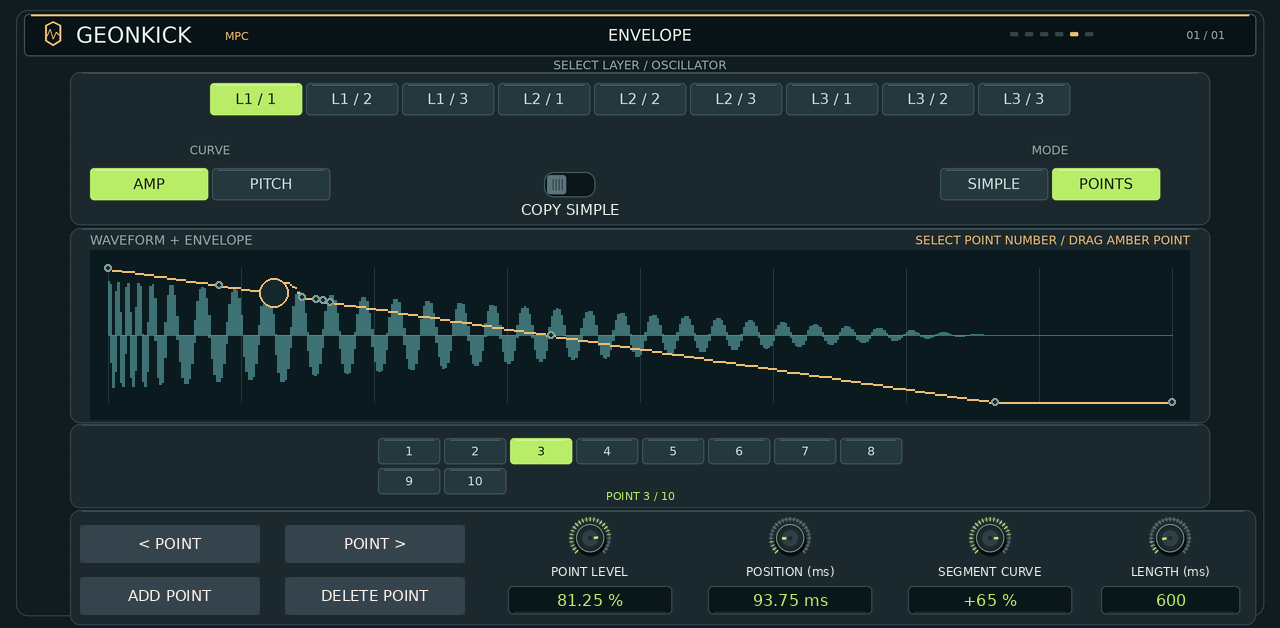 GEONKICK MPC ENVELOPE 01 / 01
SELECT LAYER / OSCILLATOR
L1 / 1 L1 / 2 L1 / 3 L2 / 1 L2 / 2 L2 / 3 L3 / 1 L3 / 2 L3 / 3
CURVE MODE
AMP PITCH SIMPLE POINTS
COPY SIMPLE
WAVEFORM + ENVELOPE SELECT POINT NUMBER / DRAG AMBER POINT
1 2 3 4 5 6 7 8
9 10
POINT 3 / 10
< POINT POINT >
POINT LEVEL POSITION (ms) SEGMENT CURVE LENGTH (ms)
ADD POINT DELETE POINT 81.25 % 93.75 ms +65 % 600